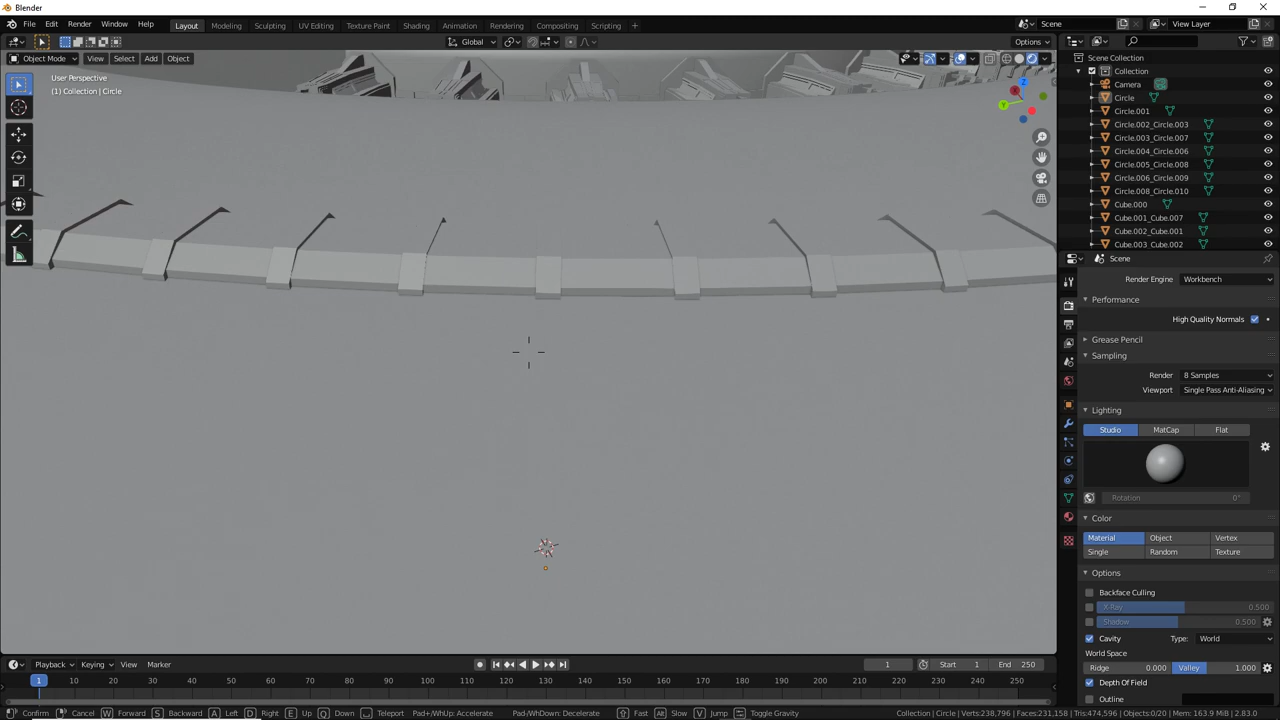 Blender
File Edit Render Window Help Layout Modeling Sculpting UV Editing Texture Paint Shading Animation Rendering Compositing Scripting + Scene View Layer
Global Options
Object Mode View Select Add Object
User Perspective
(1) Collection | Circle
Z
Y
Scene Collection
Collection
Camera
Circle
Circle.001
Circle.002_Circle.003
Circle.003_Circle.007
Circle.004_Circle.006
Circle.005_Circle.008
Circle.006_Circle.009
Circle.008_Circle.010
Cube.000
Cube.001_Cube.007
Cube.002_Cube.001
Cube.003_Cube.002
Scene
Render Engine Workbench
Performance
High Quality Normals
Grease Pencil
Sampling
Render 8 Samples
Viewport Single Pass Anti-Aliasing
Lighting
Studio MatCap Flat
Rotation 0°
Color
Material Object Vertex
Single Random Texture
Options
Backface Culling
X-Ray 0.500
Shadow 0.500
Cavity Type: World
World Space
Ridge 0.000 Valley 1.000
Depth Of Field
Outline
Playback Keying View Marker 1 Start 1 End 250
1 10 20 30 40 50 60 70 80 90 100 110 120 130 140 150 160 170 180 190 200 210 220 230 240 250
Confirm Cancel W Forward S Backward A Left D Right E Up Q Down Teleport Pad+/WhUp: Accelerate Pad/WhDown: Decelerate Fast Alt Slow V Jump Toggle Gravity Collection | Circle | Verts:238,796 | Faces:231,158 | Tris:474,596 | Objects:0/20 | Mem: 163.9 MiB | 2.83.0